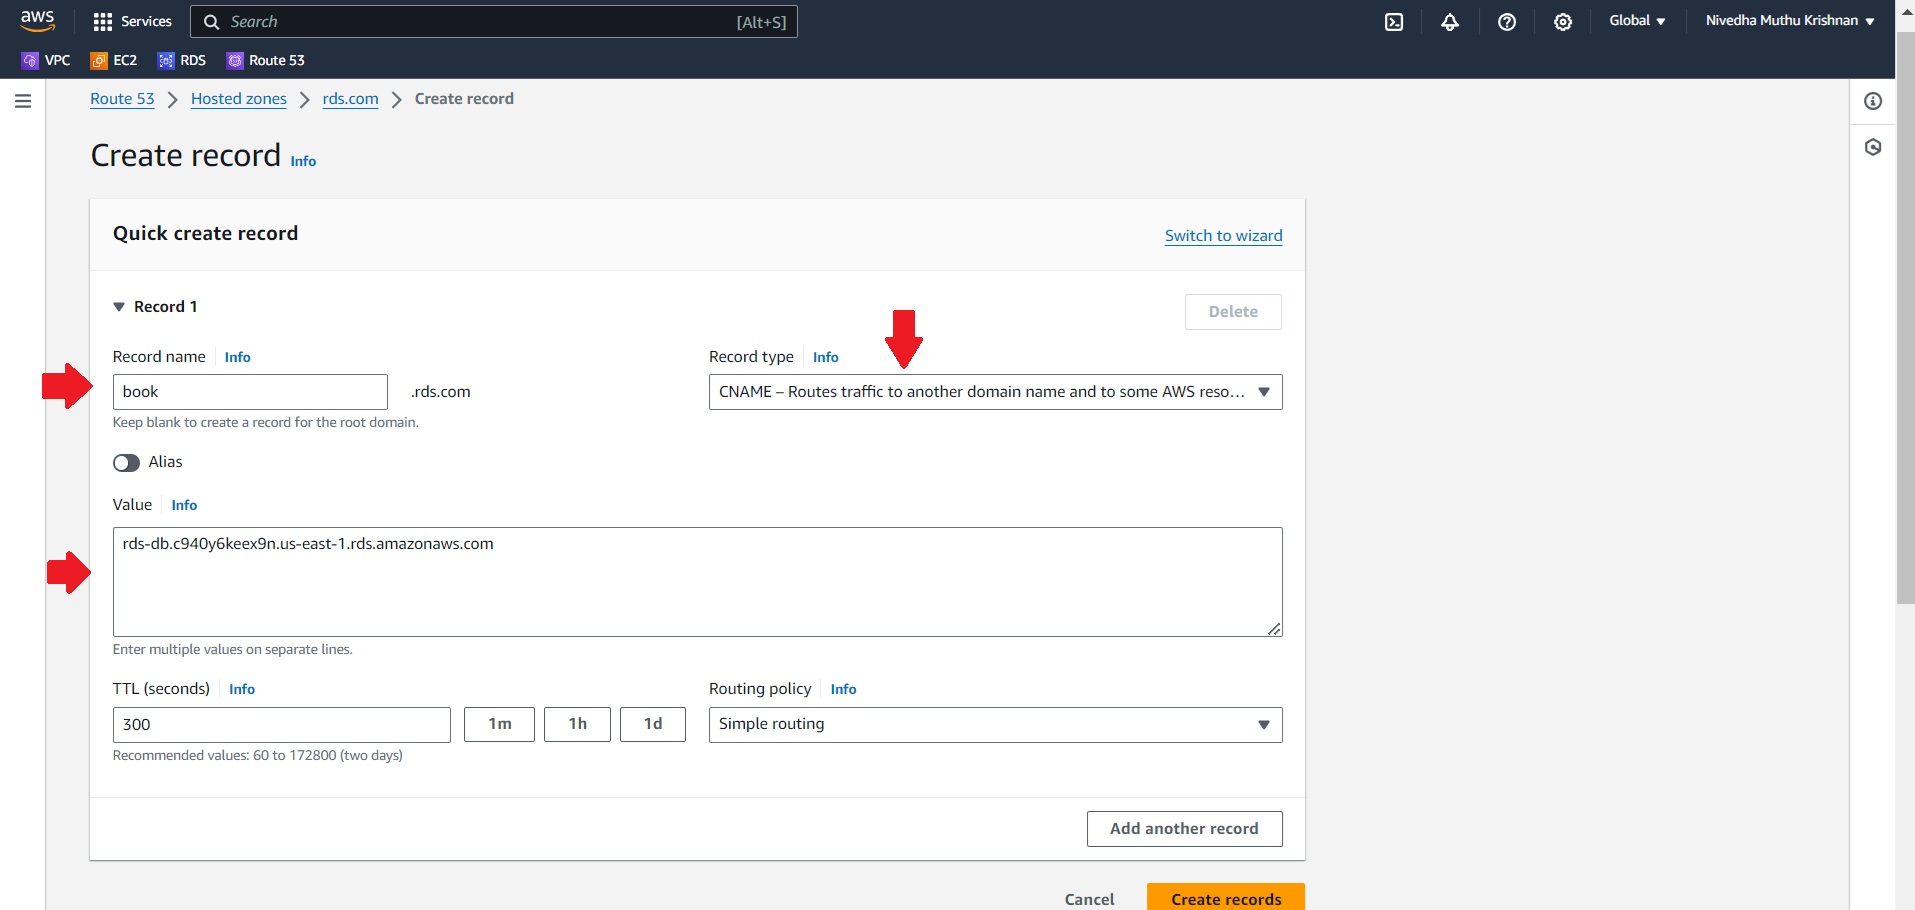 aws
Services
Search [Alt+S]
Global
Nivedha Muthu Krishnan
VPC EC2 RDS Route 53
Route 53 Hosted zones rds.com Create record
Create record Info
Quick create record
Switch to wizard
Record 1
Delete
Record name Info
Record type Info
book .rds.com
CNAME – Routes traffic to another domain name and to some AWS reso...
Keep blank to create a record for the root domain.
Alias
Value Info
rds-db.c940y6keex9n.us-east-1.rds.amazonaws.com
Enter multiple values on separate lines.
TTL (seconds) Info
Routing policy Info
300 1m 1h 1d
Simple routing
Recommended values: 60 to 172800 (two days)
Add another record
Cancel Create records